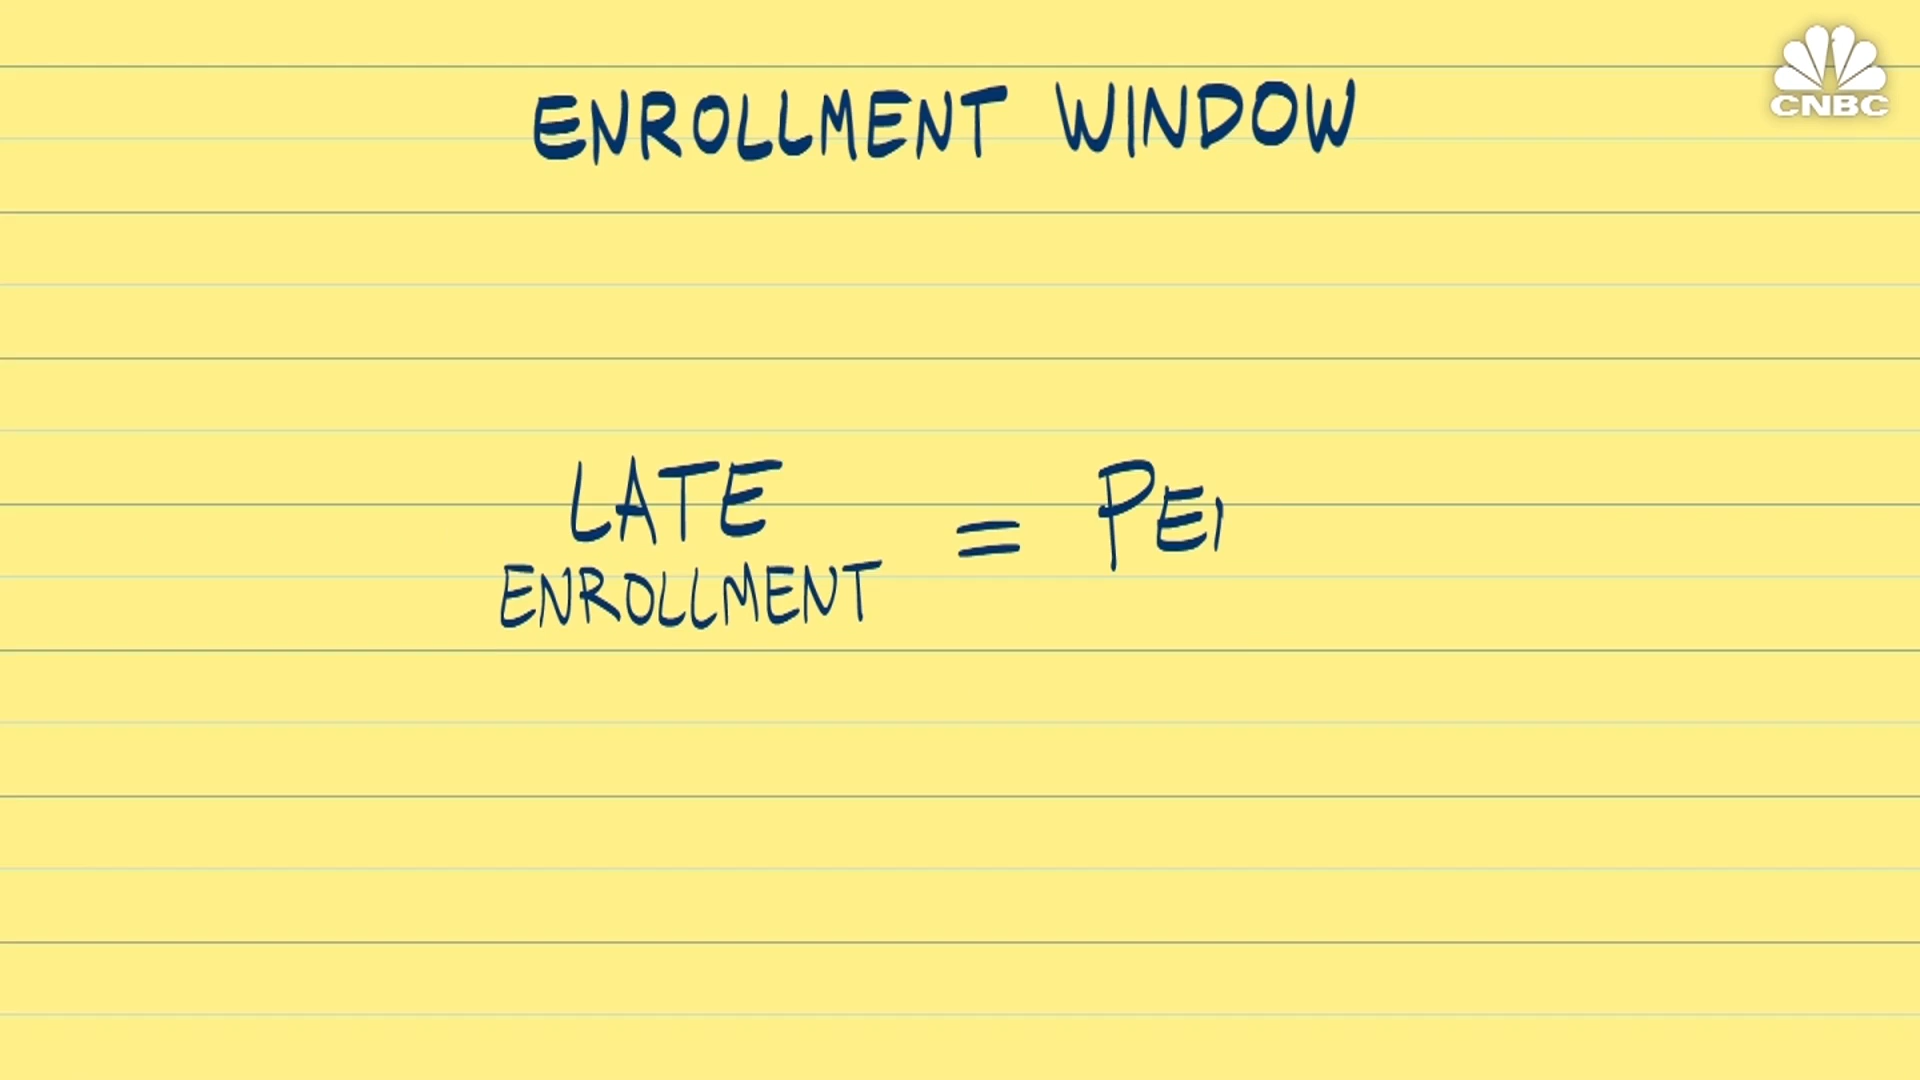 CNBC
ENROLLMENT WINDOW
LATE
ENROLLMENT
=